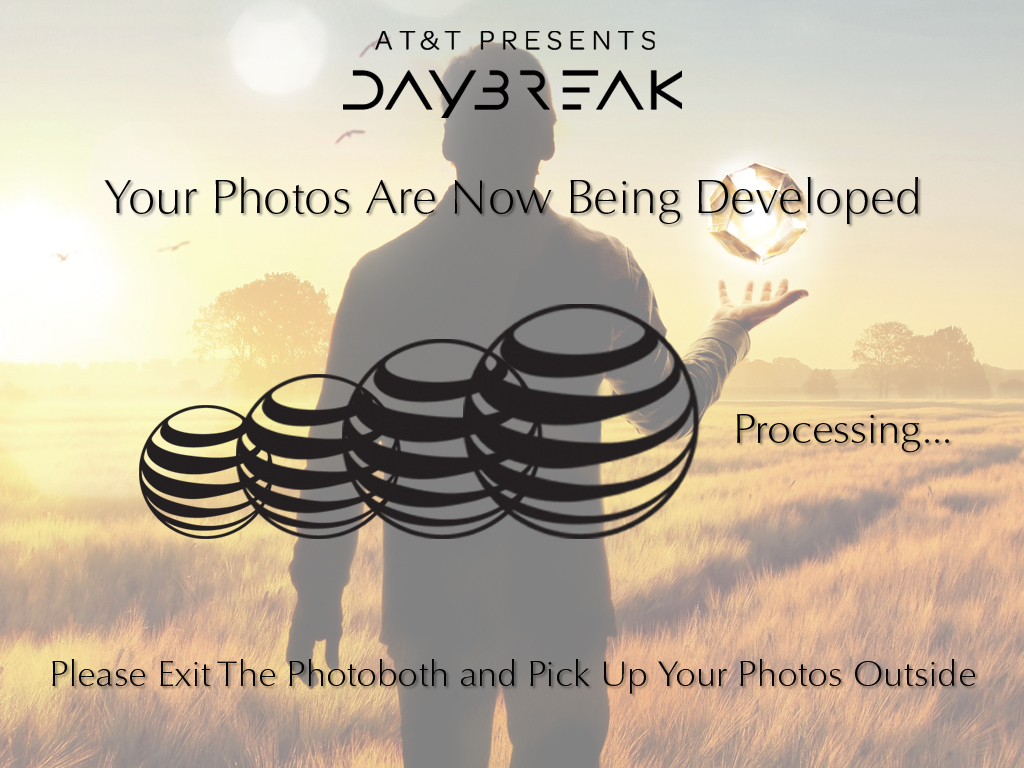 AT&T PRESENTS
DAYBREAK
Your Photos Are Now Being Developed
Processing...
Please Exit The Photoboth and Pick Up Your Photos Outside